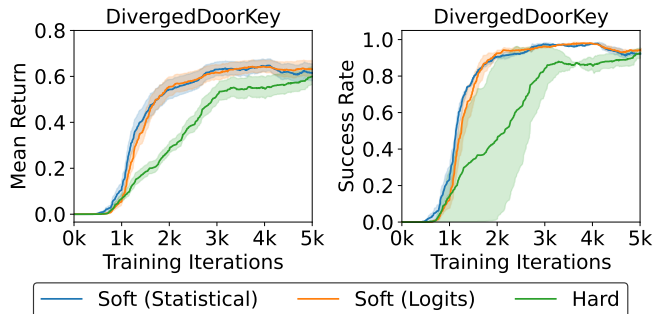 DivergedDoorKey
DivergedDoorKey
Mean Return
0.8
0.6
0.4
0.2
0.0
0k 1k 2k 3k 4k 5k
Training Iterations
Success Rate
1.0
0.8
0.6
0.4
0.2
0.0
0k 1k 2k 3k 4k 5k
Training Iterations
Soft (Statistical) Soft (Logits) Hard